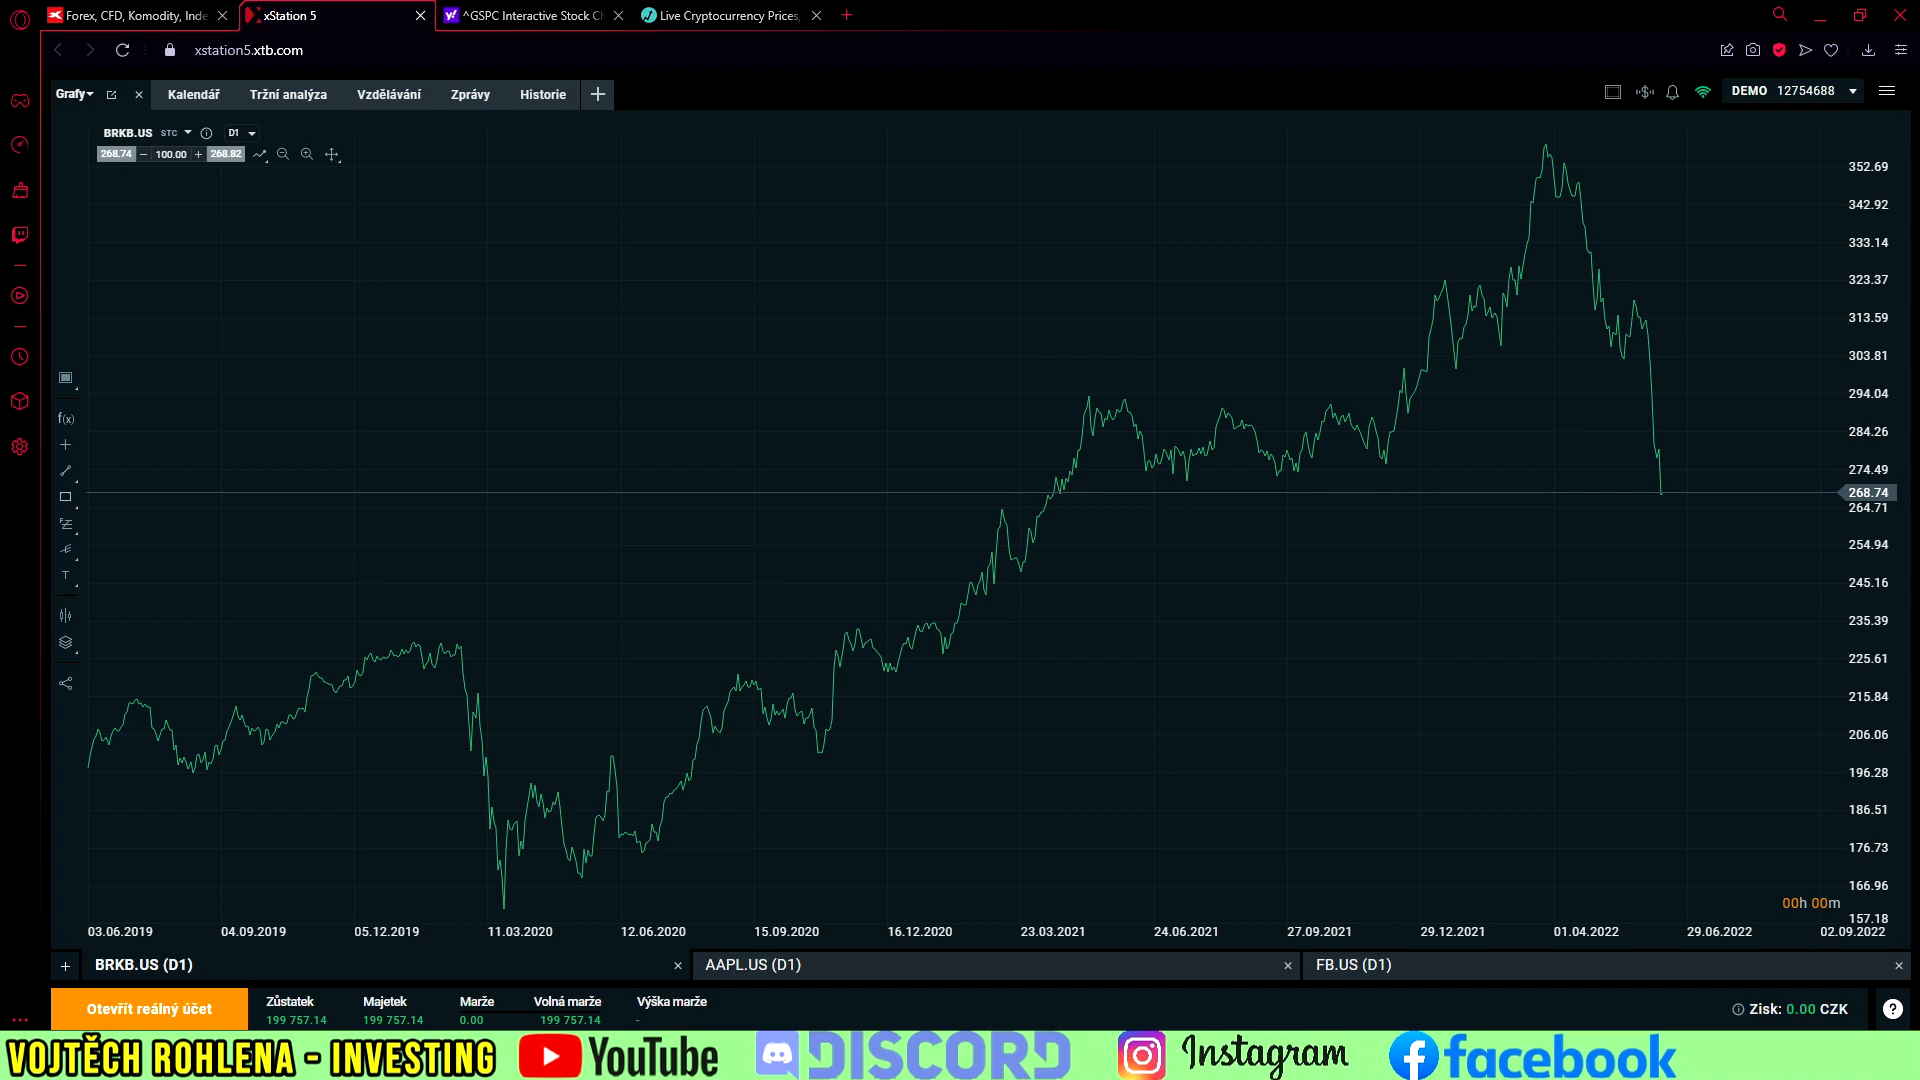 Forex, CFD, Komodity, Inde
xStation 5
^GSPC Interactive Stock Ch
Live Cryptocurrency Prices,
xstation5.xtb.com
Grafy
Kalendář
Tržní analýza
Vzdělávání
Zprávy
Historie
DEMO 12754688
BRKB.US STC D1
268.74 − 100.00 + 268.82
352.69
342.92
333.14
323.37
313.59
303.81
294.04
284.26
274.49
268.74
264.71
254.94
245.16
235.39
225.61
215.84
206.06
196.28
186.51
176.73
166.96
157.18
f(x)
T
00h 00m
03.06.2019
04.09.2019
05.12.2019
11.03.2020
12.06.2020
15.09.2020
16.12.2020
23.03.2021
24.06.2021
27.09.2021
29.12.2021
01.04.2022
29.06.2022
02.09.2022
BRKB.US (D1)
AAPL.US (D1)
FB.US (D1)
Otevřít reálný účet
Zůstatek
199 757.14
Majetek
199 757.14
Marže
0.00
Volná marže
199 757.14
Výška marže
-
Zisk: 0.00 CZK
VOJTĚCH ROHLENA - INVESTING
YouTube
DISCORD
Instagram
facebook